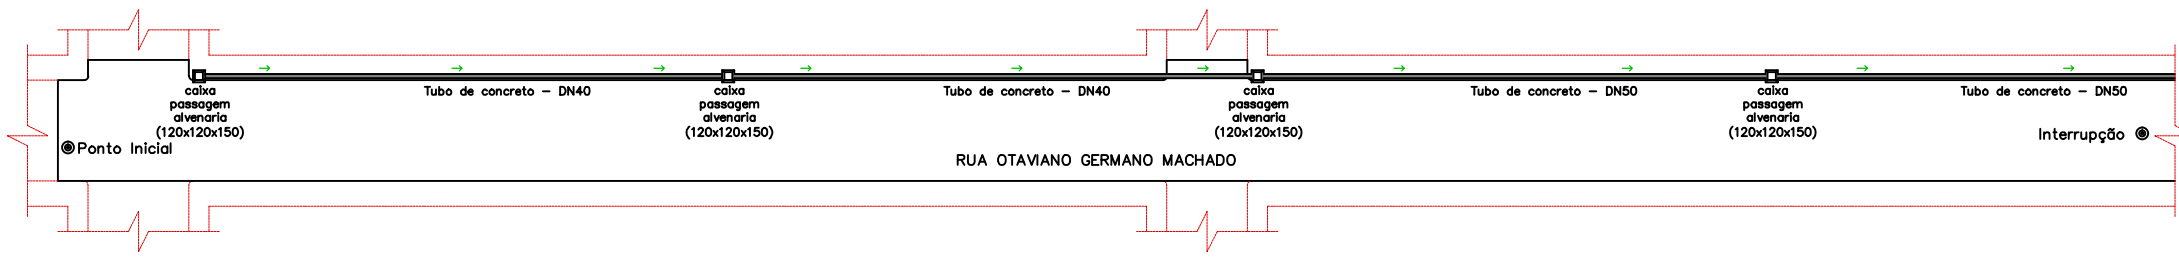 caixa
passagem
alvenaria
(120x120x150)
Tubo de concreto - DN40
caixa
passagem
alvenaria
(120x120x150)
Tubo de concreto - DN40
caixa
passagem
alvenaria
(120x120x150)
Tubo de concreto - DN50
caixa
passagem
alvenaria
(120x120x150)
Tubo de concreto - DN50
Ponto Inicial
Interrupção
RUA OTAVIANO GERMANO MACHADO